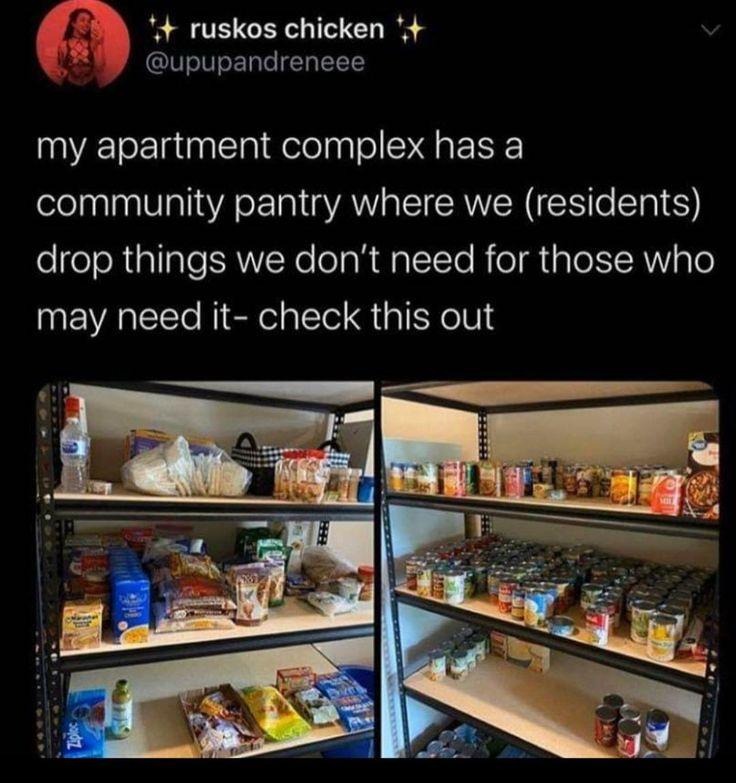 ✨ ruskos chicken ✨
@upupandreneee
my apartment complex has a
community pantry where we (residents)
drop things we don't need for those who
may need it- check this out
Ziploc